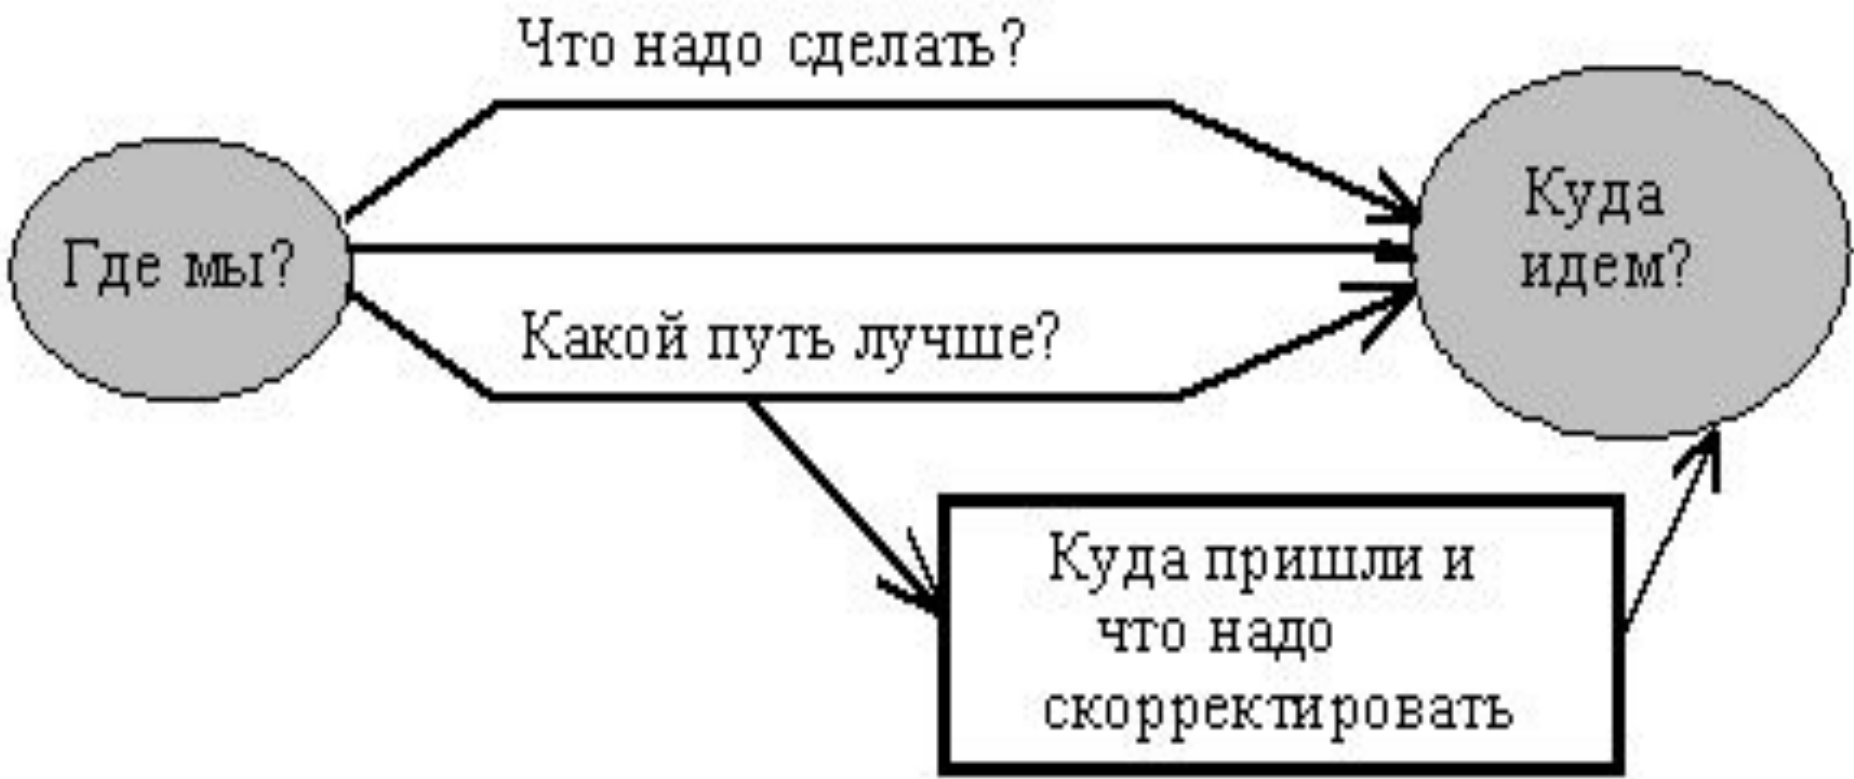 Что надо сделать?
Где мы?
Куда
идем?
Какой путь лучше?
Куда пришли и
что надо
скорректировать